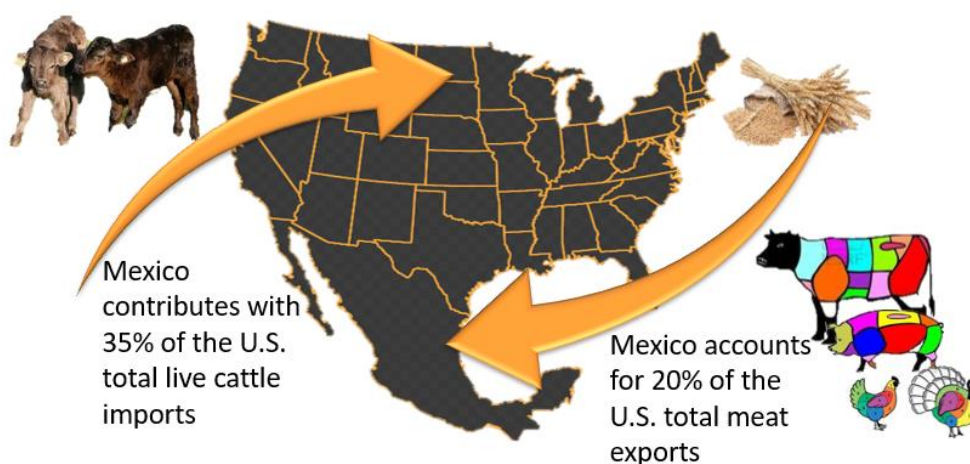 Mexico
contributes with
35% of the U.S.
total live cattle
imports
Mexico accounts
for 20% of the
U.S. total meat
exports